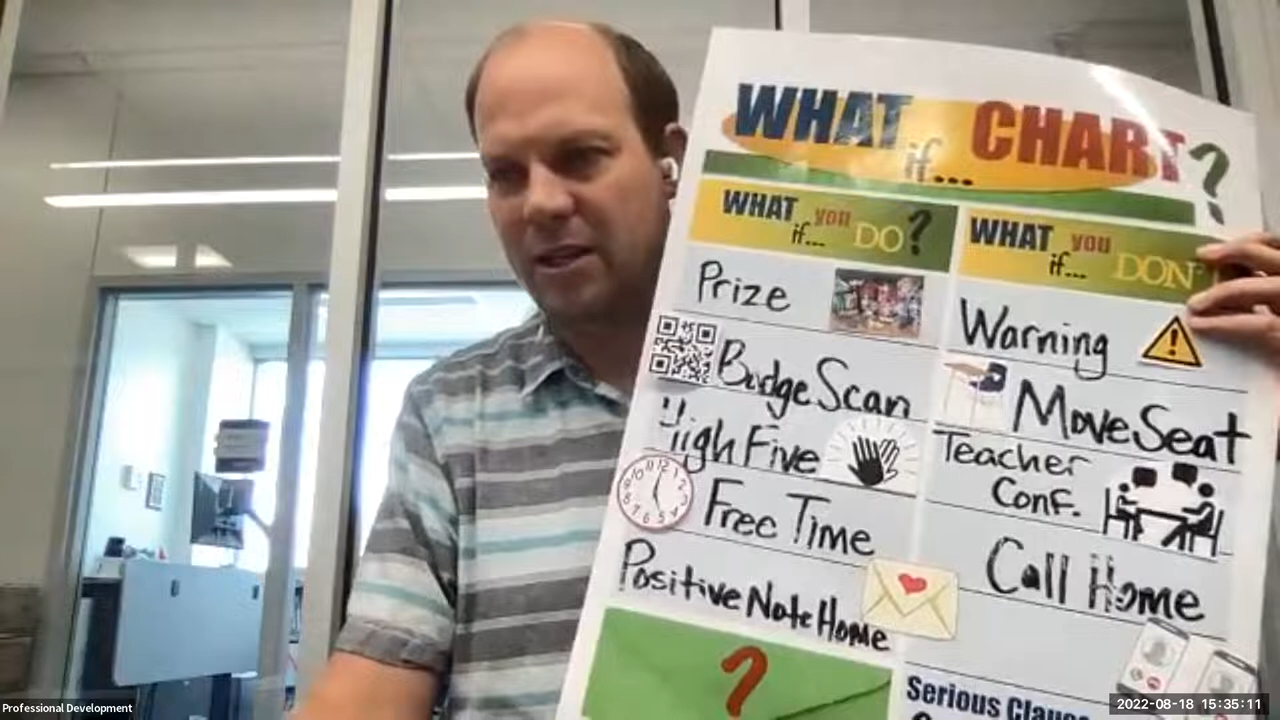 WHAT if... CHART?
WHAT if... you DO?
Prize
Badge Scan
High Five
Free Time
Positive Note Home
?
WHAT if... you DON'
Warning
Move Seat
Teacher
Conf.
Call Home
Serious Clause
Professional Development
2022-08-18 15:35:11